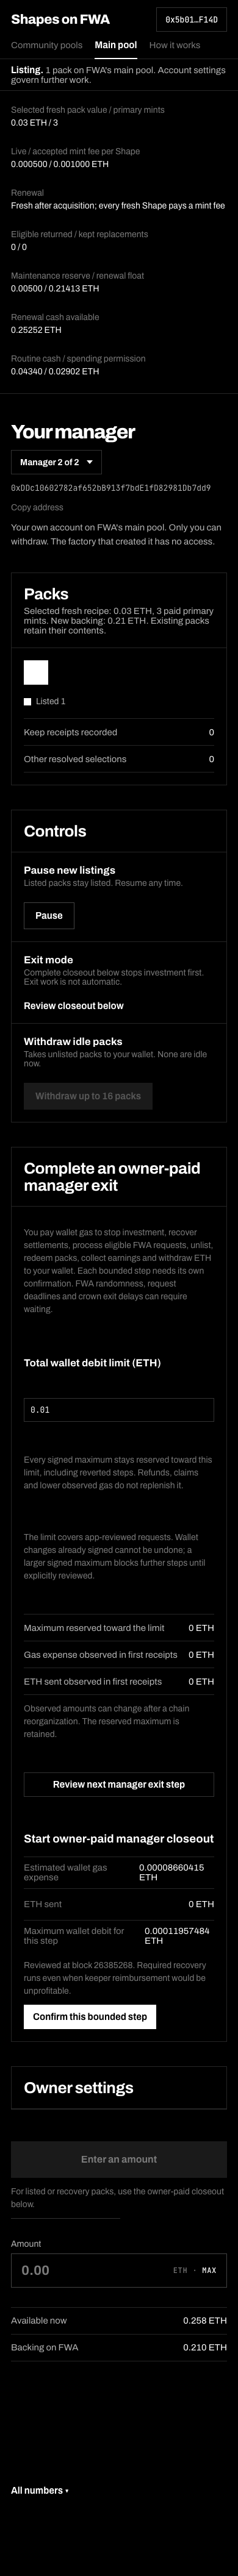 Shapes on FWA
0x5b01…F14D
Community pools Main pool How it works
Listing. 1 pack on FWA's main pool. Account settings
govern further work.
Selected fresh pack value / primary mints
0.03 ETH / 3
Live / accepted mint fee per Shape
0.000500 / 0.001000 ETH
Renewal
Fresh after acquisition; every fresh Shape pays a mint fee
Eligible returned / kept replacements
0 / 0
Maintenance reserve / renewal float
0.00500 / 0.21413 ETH
Renewal cash available
0.25252 ETH
Routine cash / spending permission
0.04340 / 0.02902 ETH
Your manager
Manager 2 of 2
0xDDc10602782af652bB913f7bdE1fD82981Db7dd9
Copy address
Your own account on FWA's main pool. Only you can
withdraw. The factory that created it has no access.
Packs
Selected fresh recipe: 0.03 ETH, 3 paid primary
mints. New backing: 0.21 ETH. Existing packs
retain their contents.
Listed 1
Keep receipts recorded 0
Other resolved selections 0
Controls
Pause new listings
Listed packs stay listed. Resume any time.
Pause
Exit mode
Complete closeout below stops investment first.
Exit work is not automatic.
Review closeout below
Withdraw idle packs
Takes unlisted packs to your wallet. None are idle
now.
Withdraw up to 16 packs
Complete an owner-paid
manager exit
You pay wallet gas to stop investment, recover
settlements, process eligible FWA requests, unlist,
redeem packs, collect earnings and withdraw ETH
to your wallet. Each bounded step needs its own
confirmation. FWA randomness, request
deadlines and crown exit delays can require
waiting.
Total wallet debit limit (ETH)
0.01
Every signed maximum stays reserved toward this
limit, including reverted steps. Refunds, claims
and lower observed gas do not replenish it.
The limit covers app-reviewed requests. Wallet
changes already signed cannot be undone; a
larger signed maximum blocks further steps until
explicitly reviewed.
Maximum reserved toward the limit 0 ETH
Gas expense observed in first receipts 0 ETH
ETH sent observed in first receipts 0 ETH
Observed amounts can change after a chain
reorganization. The reserved maximum is
retained.
Review next manager exit step
Start owner-paid manager closeout
Estimated wallet gas
expense
0.00008660415
ETH
ETH sent 0 ETH
Maximum wallet debit for
this step
0.00011957484
ETH
Reviewed at block 26385268. Required recovery
runs even when keeper reimbursement would be
unprofitable.
Confirm this bounded step
Owner settings
Enter an amount
For listed or recovery packs, use the owner-paid closeout
below.
Amount
0.00 ETH · MAX
Available now 0.258 ETH
Backing on FWA 0.210 ETH
All numbers ▾